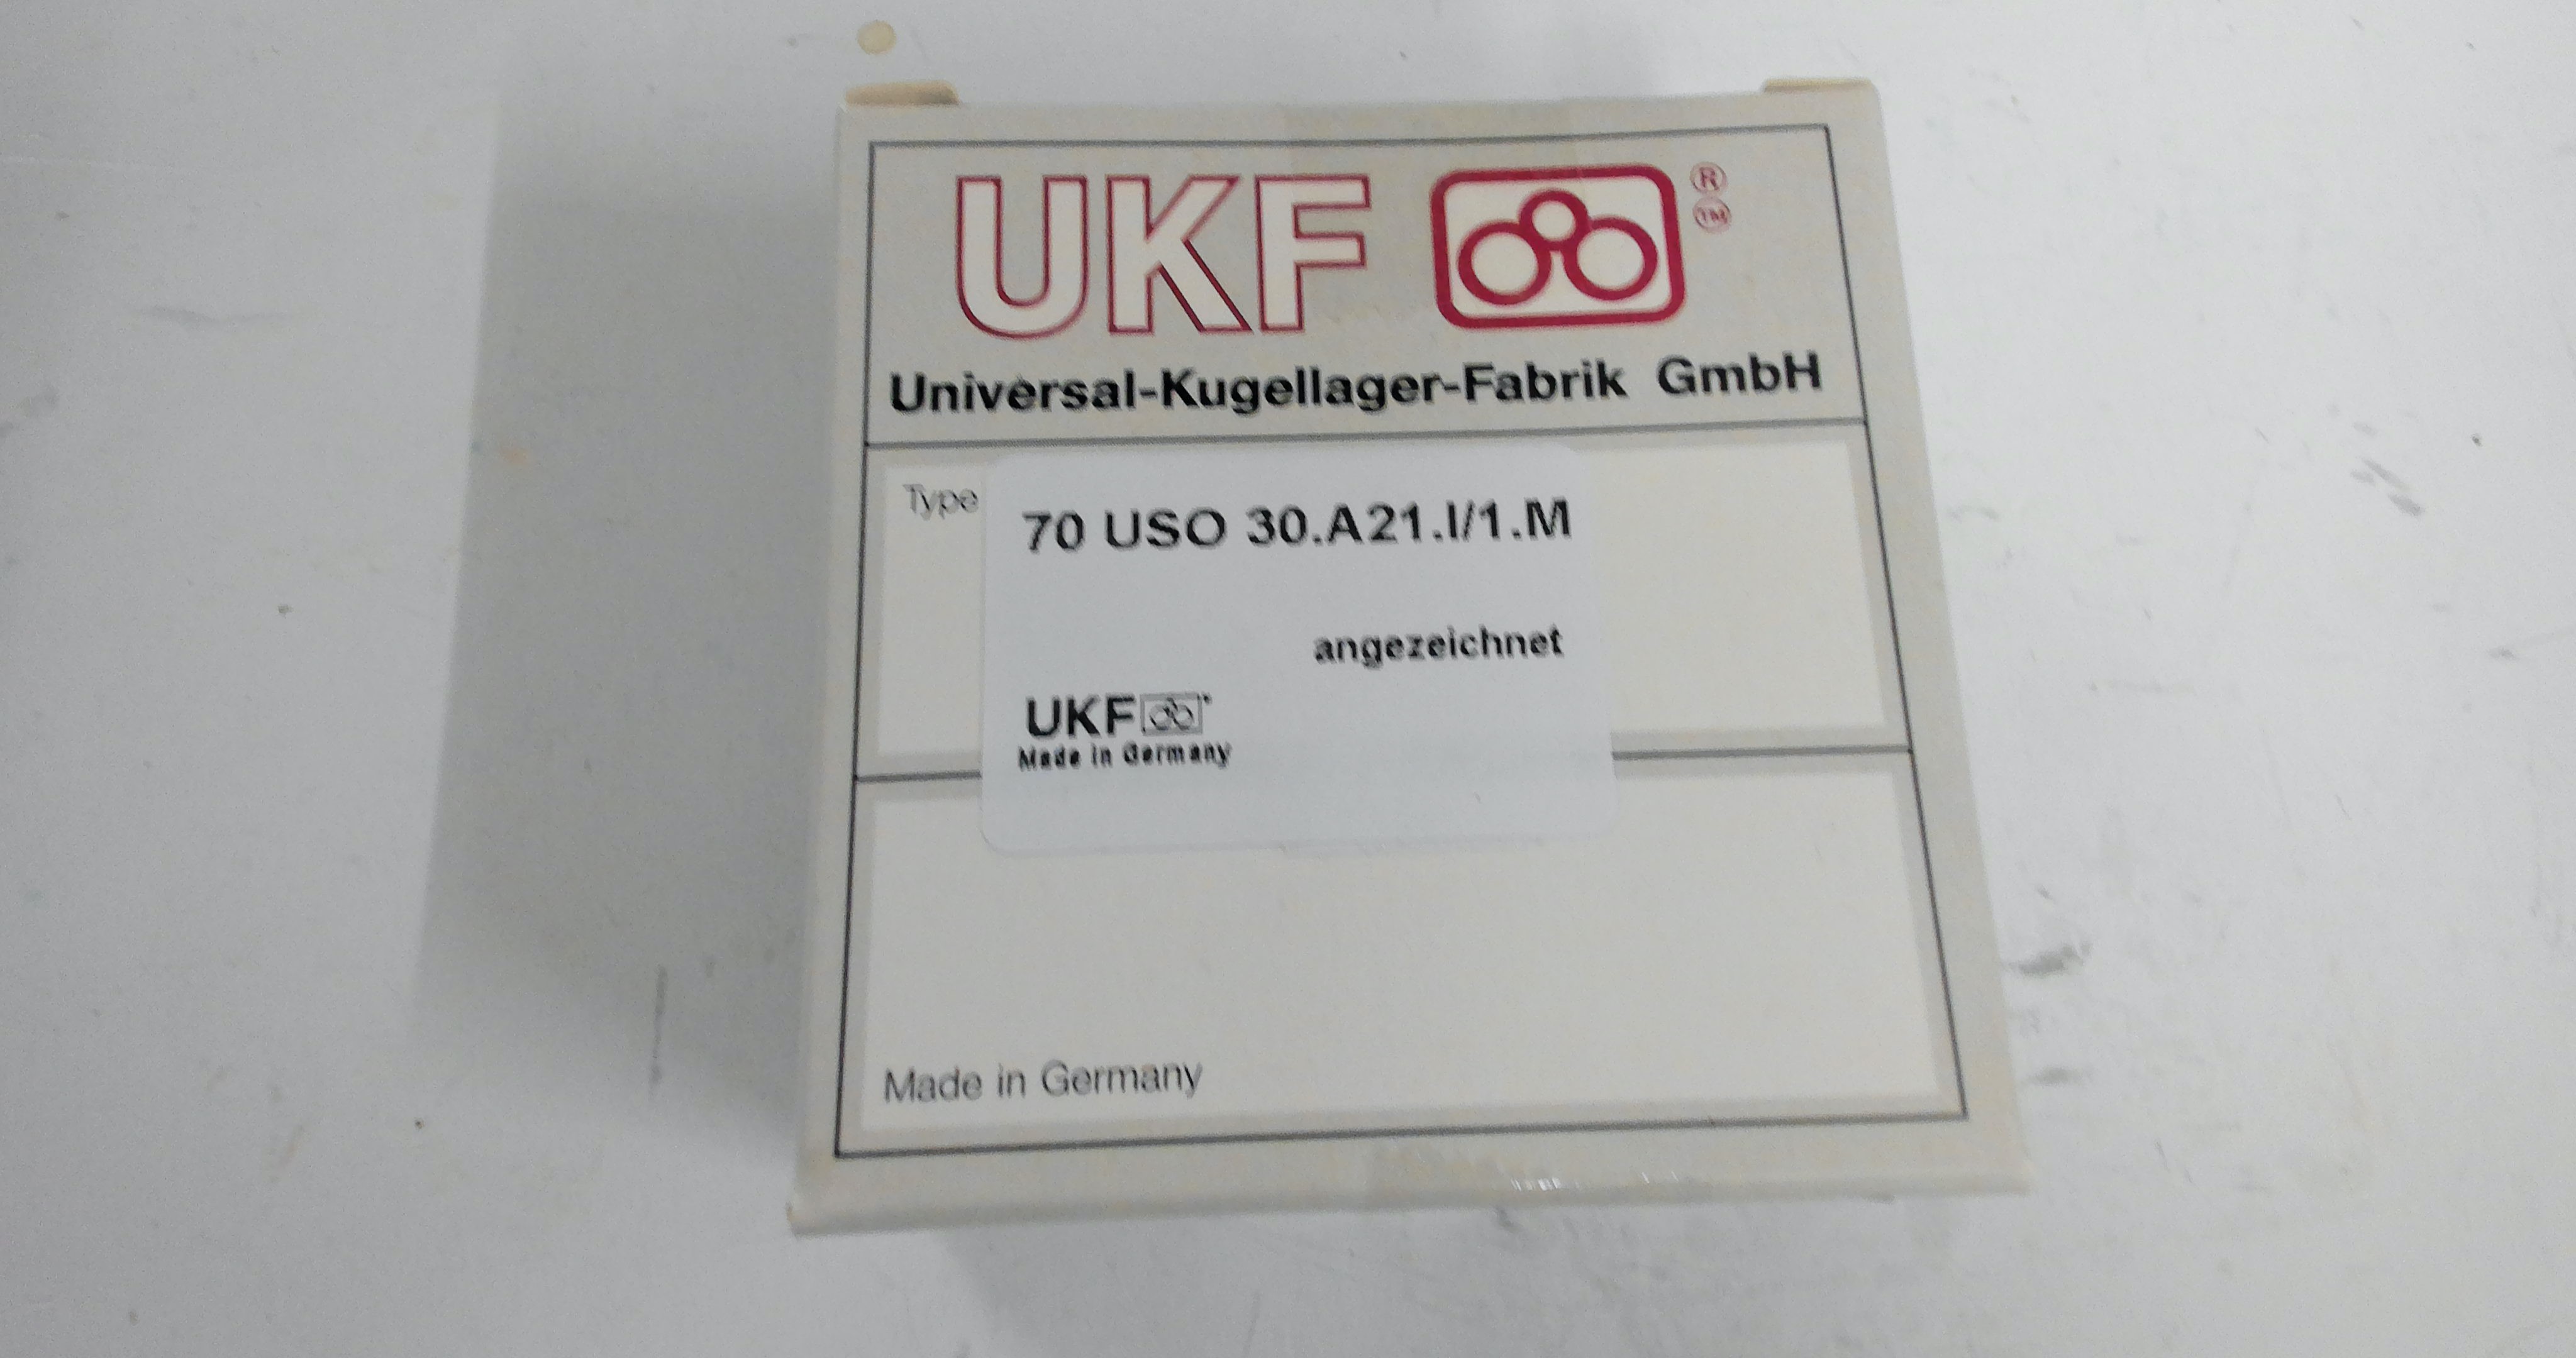 UKF ® ™
Universal-Kugellager-Fabrik GmbH
Type
70 USO 30.A21.I/1.M
angezeichnet
UKF
Made in Germany
Made in Germany